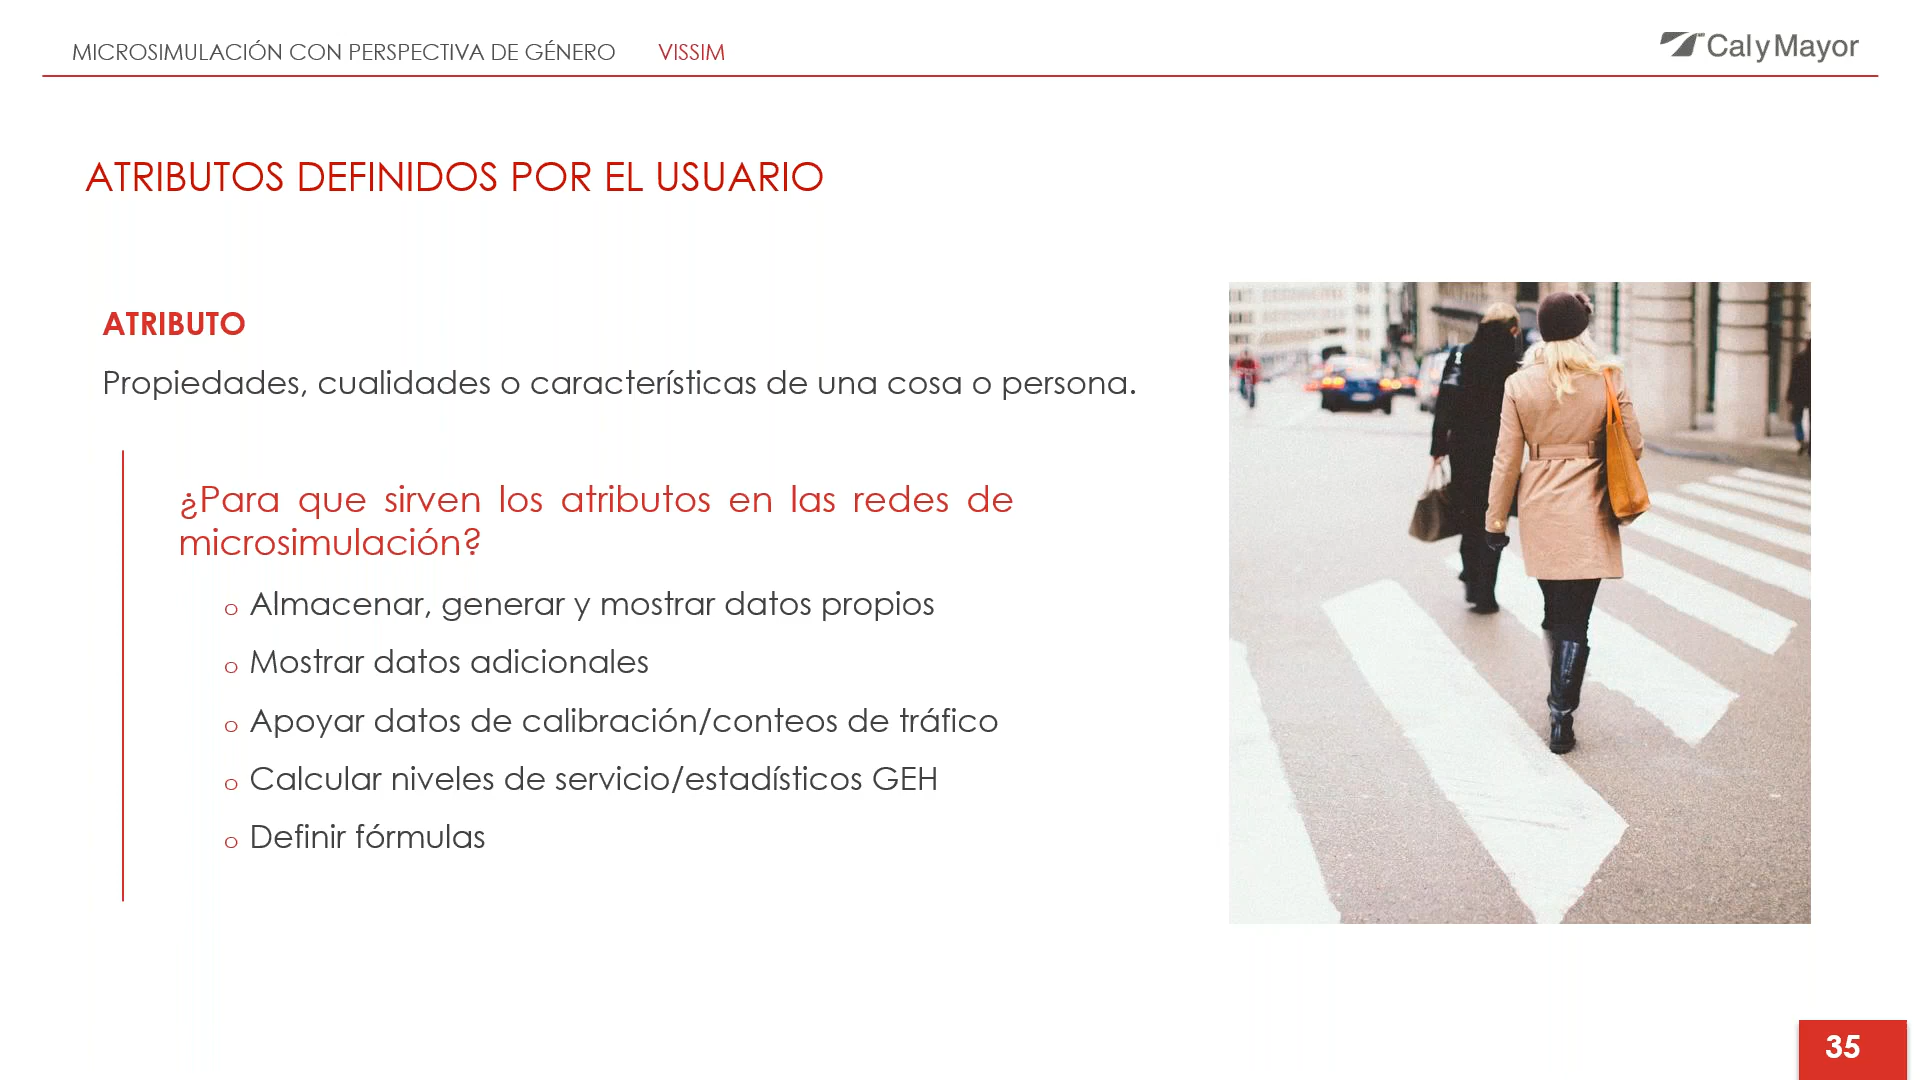 MICROSIMULACIÓN CON PERSPECTIVA DE GÉNERO VISSIM
CalyMayor
ATRIBUTOS DEFINIDOS POR EL USUARIO
ATRIBUTO
Propiedades, cualidades o características de una cosa o persona.
¿Para que sirven los atributos en las redes de
microsimulación?
o Almacenar, generar y mostrar datos propios
o Mostrar datos adicionales
o Apoyar datos de calibración/conteos de tráfico
o Calcular niveles de servicio/estadísticos GEH
o Definir fórmulas
35